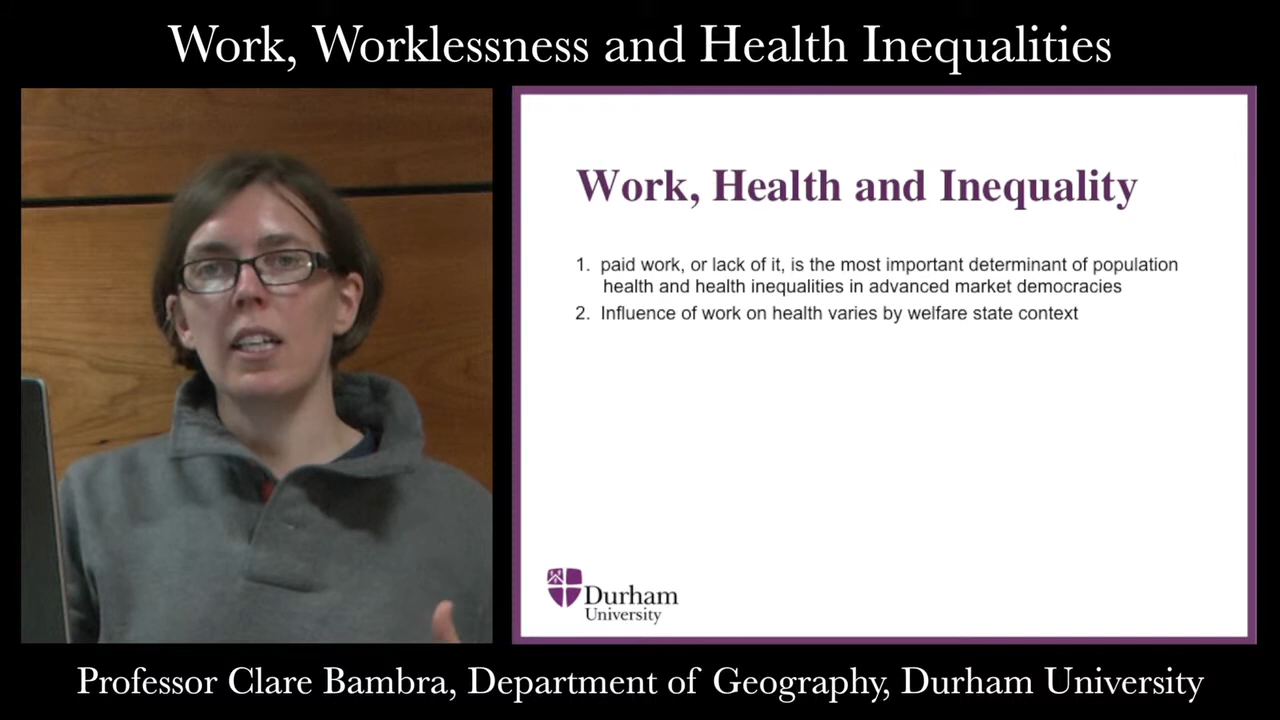 Work, Worklessness and Health Inequalities
Work, Health and Inequality
1. paid work, or lack of it, is the most important determinant of population
health and health inequalities in advanced market democracies
2. Influence of work on health varies by welfare state context
Durham
University
Professor Clare Bambra, Department of Geography, Durham University